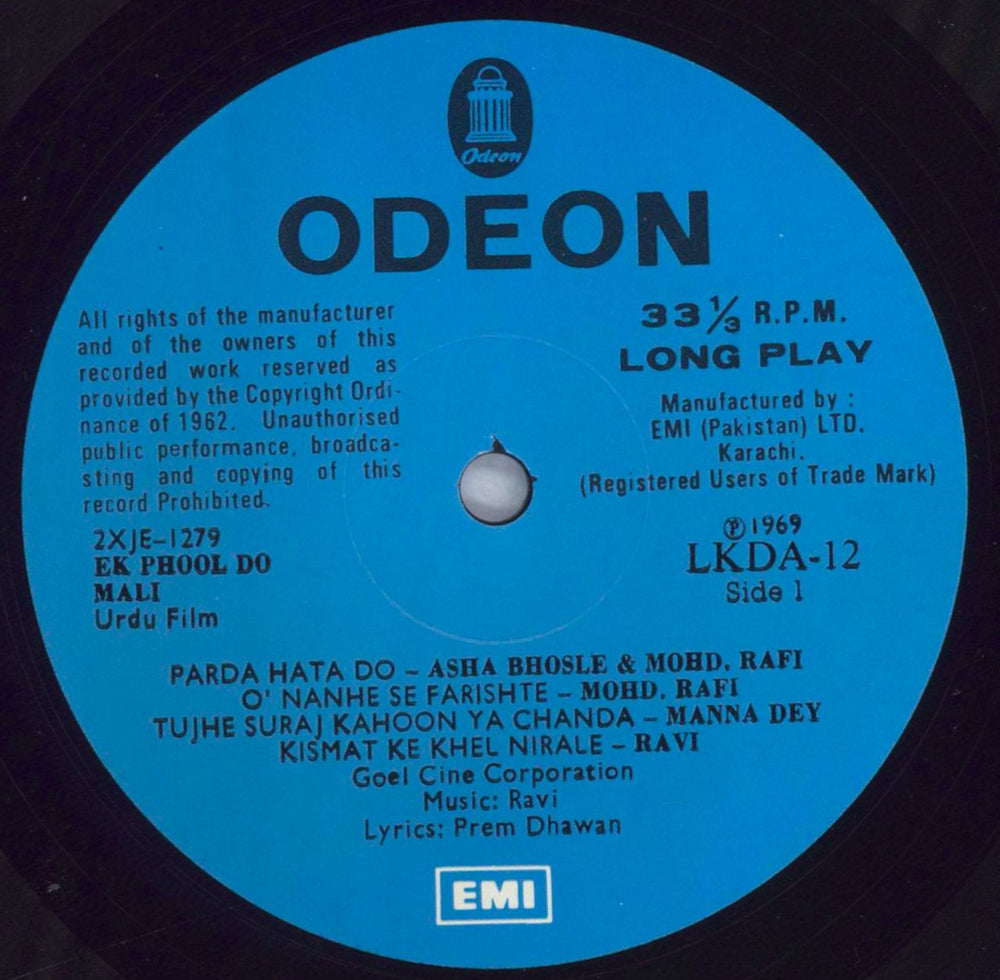 Odeon
ODEON
All rights of the manufacturer
and of the owners of this
recorded work reserved as
provided by the Copyright Ordi-
nance of 1962. Unauthorised
public performance, broadca-
sting and copying of this
record Prohibited.
33⅓ R.P.M.
LONG PLAY
Manufactured by :
EMI (Pakistan) LTD.
Karachi.
(Registered Users of Trade Mark)
2XJE-1279
EK PHOOL DO
MALI
Urdu Film
℗ 1969
LKDA-12
Side 1
PARDA HATA DO – ASHA BHOSLE & MOHD. RAFI
O' NANHE SE FARISHTE – MOHD. RAFI
TUJHE SURAJ KAHOON YA CHANDA – MANNA DEY
KISMAT KE KHEL NIRALE – RAVI
Goel Cine Corporation
Music: Ravi
Lyrics: Prem Dhawan
EMI